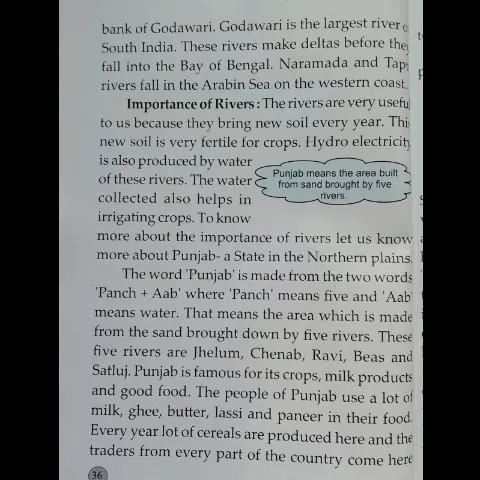 bank of Godawari. Godawari is the largest river o
South India. These rivers make deltas before they
fall into the Bay of Bengal. Naramada and Tapi
rivers fall in the Arabin Sea on the western coast.
Importance of Rivers : The rivers are very useful
to us because they bring new soil every year. This
new soil is very fertile for crops. Hydro electricity
is also produced by water
of these rivers. The water
collected also helps in
irrigating crops. To know
Punjab means the area built
from sand brought by five
rivers.
more about the importance of rivers let us know
more about Punjab- a State in the Northern plains.
The word 'Punjab' is made from the two words
'Panch + Aab' where 'Panch' means five and 'Aab'
means water. That means the area which is made
from the sand brought down by five rivers. These
five rivers are Jhelum, Chenab, Ravi, Beas and
Satluj. Punjab is famous for its crops, milk products
and good food. The people of Punjab use a lot of
milk, ghee, butter, lassi and paneer in their food.
Every year lot of cereals are produced here and the
traders from every part of the country come here
36